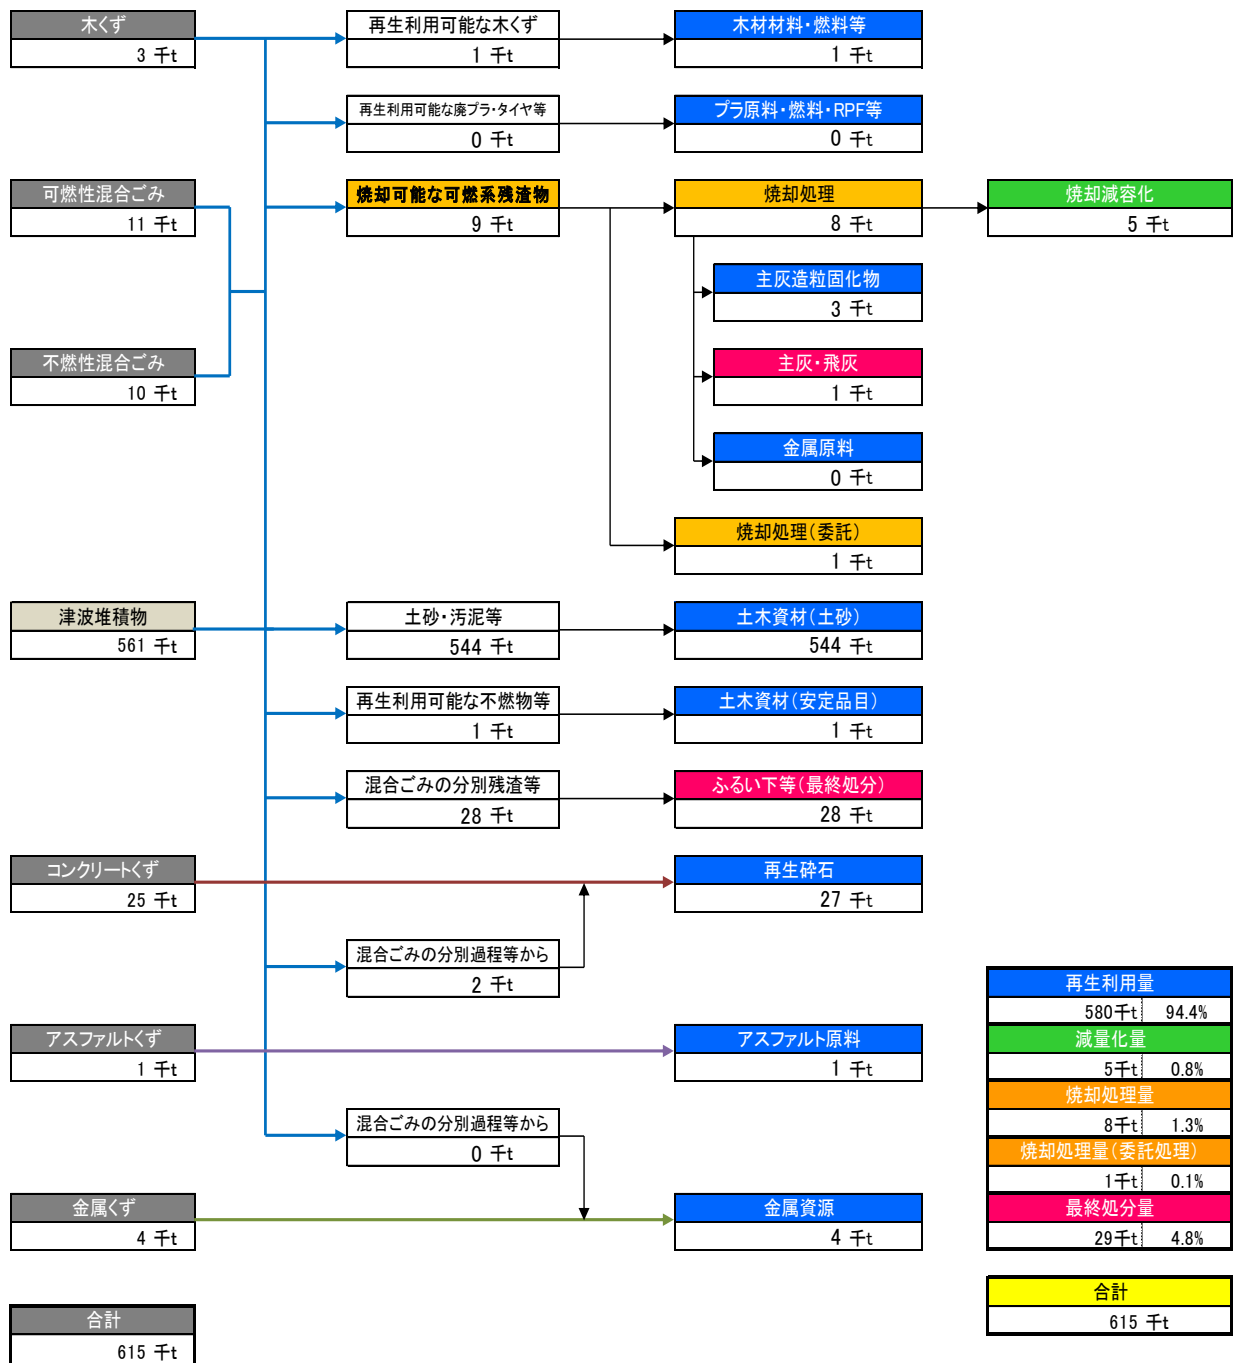 木くず
3 千t
再生利用可能な木くず
1 千t
木材材料・燃料等
1 千t
再生利用可能な廃プラ・タイヤ等
0 千t
プラ原料・燃料・RPF等
0 千t
可燃性混合ごみ
11 千t
焼却可能な可燃系残渣物
9 千t
焼却処理
8 千t
焼却減容化
5 千t
主灰造粒固化物
3 千t
不燃性混合ごみ
10 千t
主灰・飛灰
1 千t
金属原料
0 千t
焼却処理(委託)
1 千t
津波堆積物
561 千t
土砂・汚泥等
544 千t
土木資材(土砂)
544 千t
再生利用可能な不燃物等
1 千t
土木資材(安定品目)
1 千t
混合ごみの分別残渣等
28 千t
ふるい下等(最終処分)
28 千t
コンクリートくず
25 千t
再生砕石
27 千t
混合ごみの分別過程等から
2 千t
アスファルトくず
1 千t
アスファルト原料
1 千t
混合ごみの分別過程等から
0 千t
金属くず
4 千t
金属資源
4 千t
再生利用量
580千t 94.4%
減量化量
5千t 0.8%
焼却処理量
8千t 1.3%
焼却処理量(委託処理)
1千t 0.1%
最終処分量
29千t 4.8%
合計
615 千t
合計
615 千t